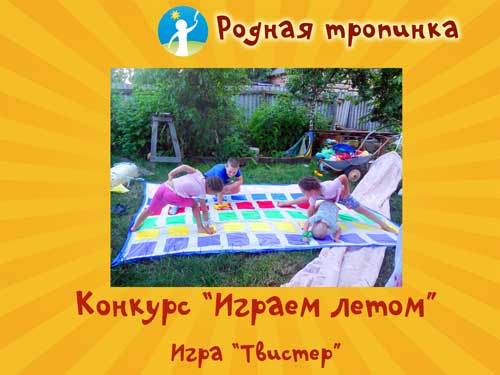 Родная тропинка
Конкурс "Играем летом"
Игра "Твистер"